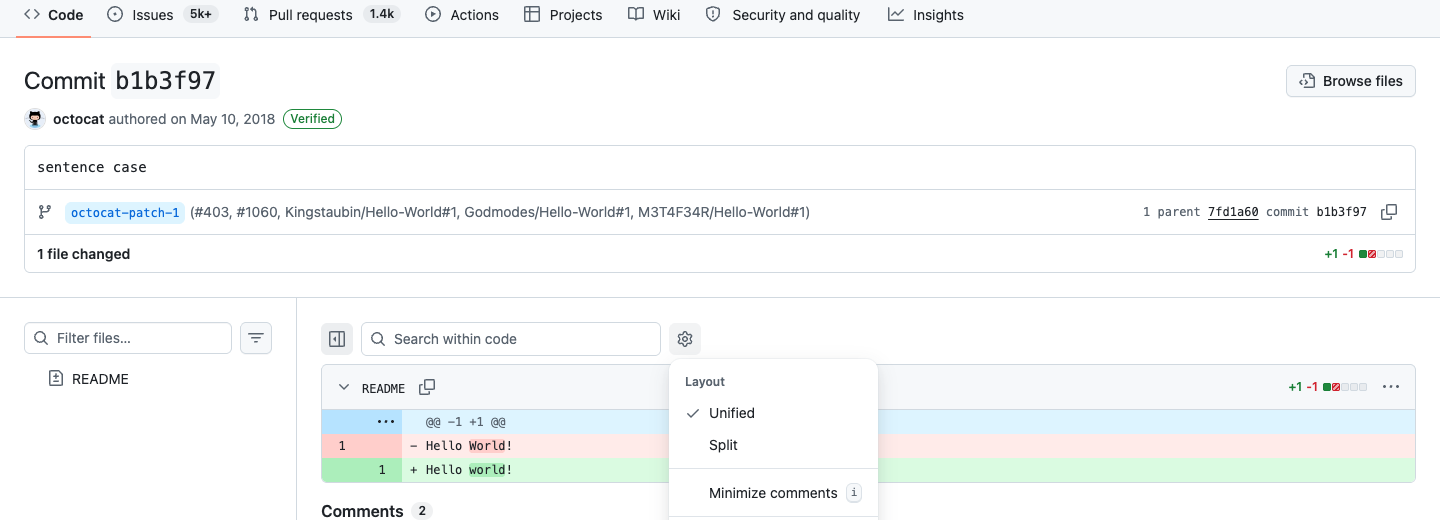 Code Issues 5k+ Pull requests 1.4k Actions Projects Wiki Security and quality Insights
Commit b1b3f97
Browse files
octocat authored on May 10, 2018 Verified
sentence case
octocat-patch-1 (#403, #1060, Kingstaubin/Hello-World#1, Godmodes/Hello-World#1, M3T4F34R/Hello-World#1) 1 parent 7fd1a60 commit b1b3f97
1 file changed +1 -1
Filter files...
README
Search within code
README +1 -1
@@ -1 +1 @@
1 - Hello World!
1 + Hello world!
Layout
Unified
Split
Minimize comments i
Comments 2